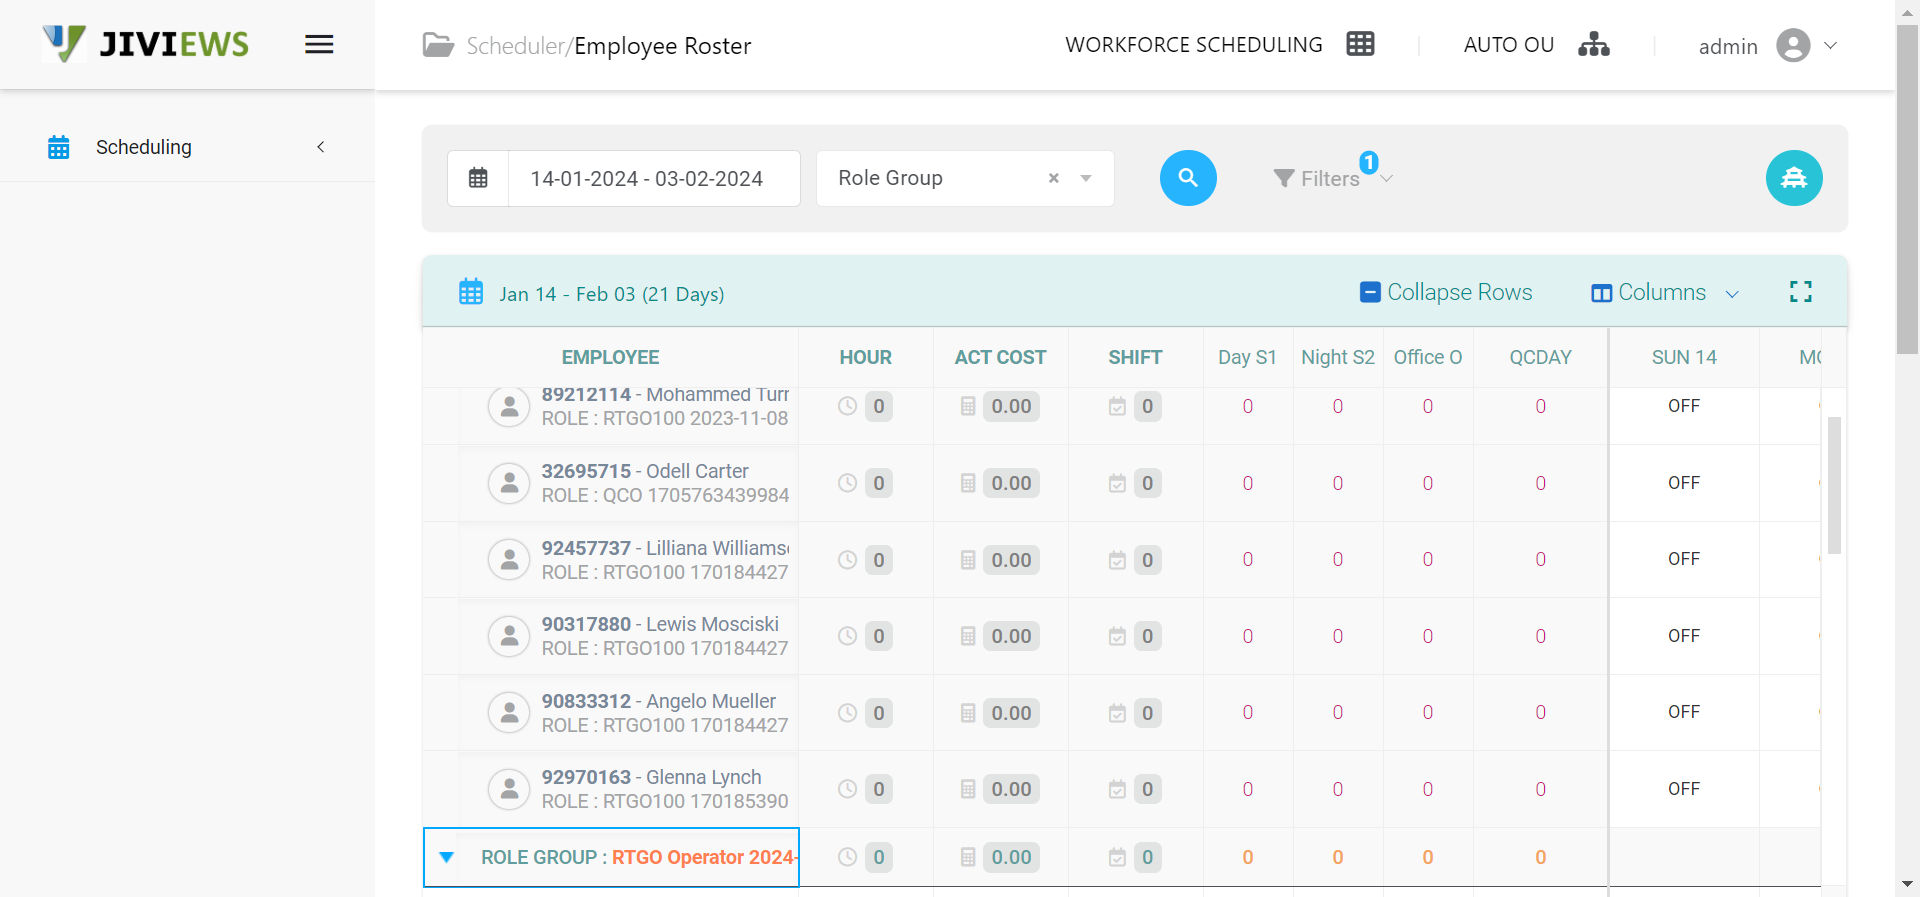 JIVIEWS
Scheduler/Employee Roster
WORKFORCE SCHEDULING
AUTO OU
admin
Scheduling
14-01-2024 - 03-02-2024
Role Group
×
Filters
1
Jan 14 - Feb 03 (21 Days)
Collapse Rows
Columns
EMPLOYEE HOUR ACT COST SHIFT Day S1 Night S2 Office O QCDAY SUN 14
89212114 - Mohammed Turr
ROLE : RTGO100 2023-11-08
0 0.00 0 0 0 0 0 OFF
32695715 - Odell Carter
ROLE : QCO 1705763439984
0 0.00 0 0 0 0 0 OFF
92457737 - Lilliana Williams
ROLE : RTGO100 170184427
0 0.00 0 0 0 0 0 OFF
90317880 - Lewis Mosciski
ROLE : RTGO100 170184427
0 0.00 0 0 0 0 0 OFF
90833312 - Angelo Mueller
ROLE : RTGO100 170184427
0 0.00 0 0 0 0 0 OFF
92970163 - Glenna Lynch
ROLE : RTGO100 170185390
0 0.00 0 0 0 0 0 OFF
ROLE GROUP : RTGO Operator 2024-
0 0.00 0 0 0 0 0